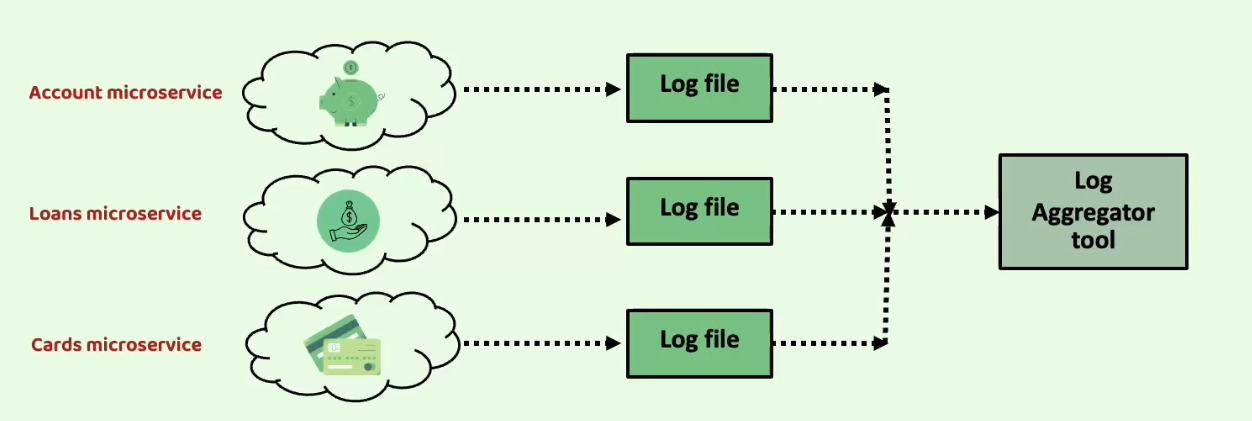 Account microservice
Log file
Loans microservice
Log file
Log
Aggregator
tool
Cards microservice
Log file